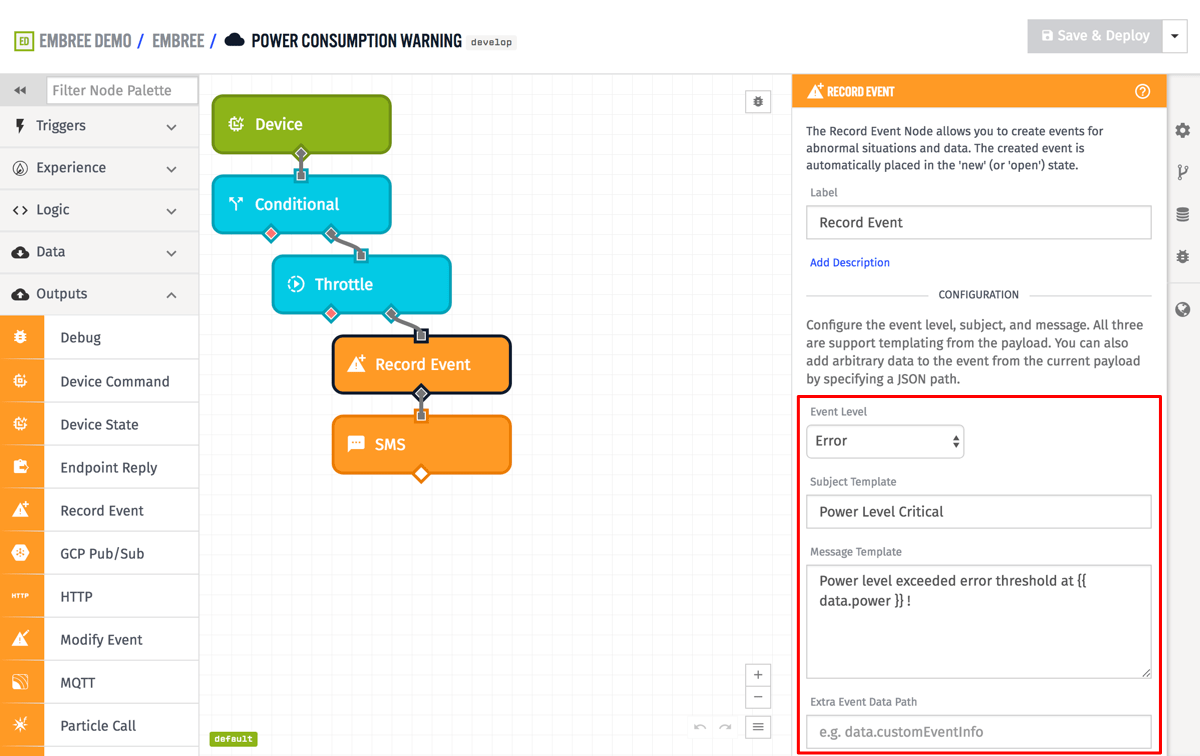 ED EMBREE DEMO / EMBREE / POWER CONSUMPTION WARNING develop
Save & Deploy
Filter Node Palette
Triggers
Experience
Logic
Data
Outputs
Debug
Device Command
Device State
Endpoint Reply
Record Event
GCP Pub/Sub
HTTP HTTP
Modify Event
MQTT
Particle Call
Device
Conditional
Throttle
Record Event
SMS
default
RECORD EVENT
The Record Event Node allows you to create events for
abnormal situations and data. The created event is
automatically placed in the 'new' (or 'open') state.
Label
Record Event
Add Description
CONFIGURATION
Configure the event level, subject, and message. All three
are support templating from the payload. You can also
add arbitrary data to the event from the current payload
by specifying a JSON path.
Event Level
Error
Subject Template
Power Level Critical
Message Template
Power level exceeded error threshold at {{
data.power }} !
Extra Event Data Path
e.g. data.customEventInfo